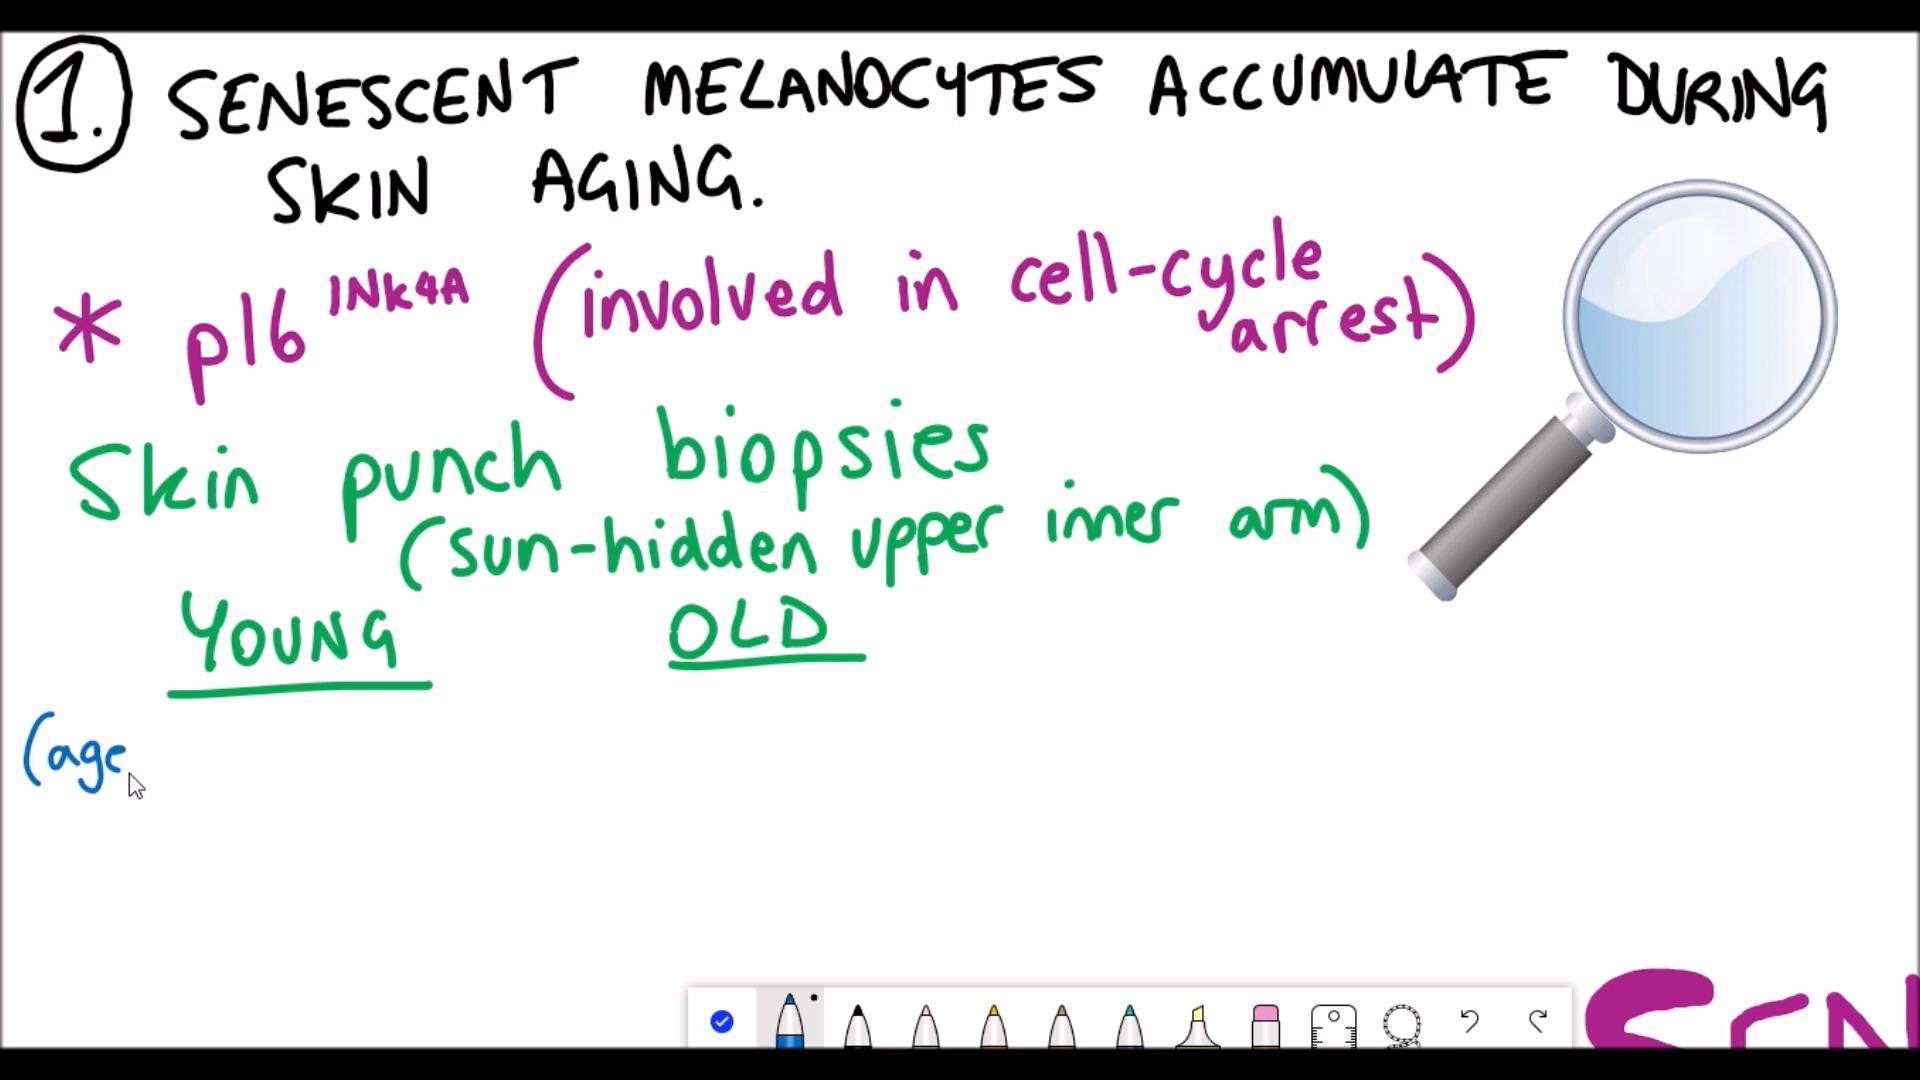 1. SENESCENT MELANOCYTES ACCUMULATE DURING
SKIN AGING.
* p16 INK4A (involved in cell-cycle
arrest)
Skin punch biopsies
(sun-hidden upper inner arm)
YOUNG OLD
(age